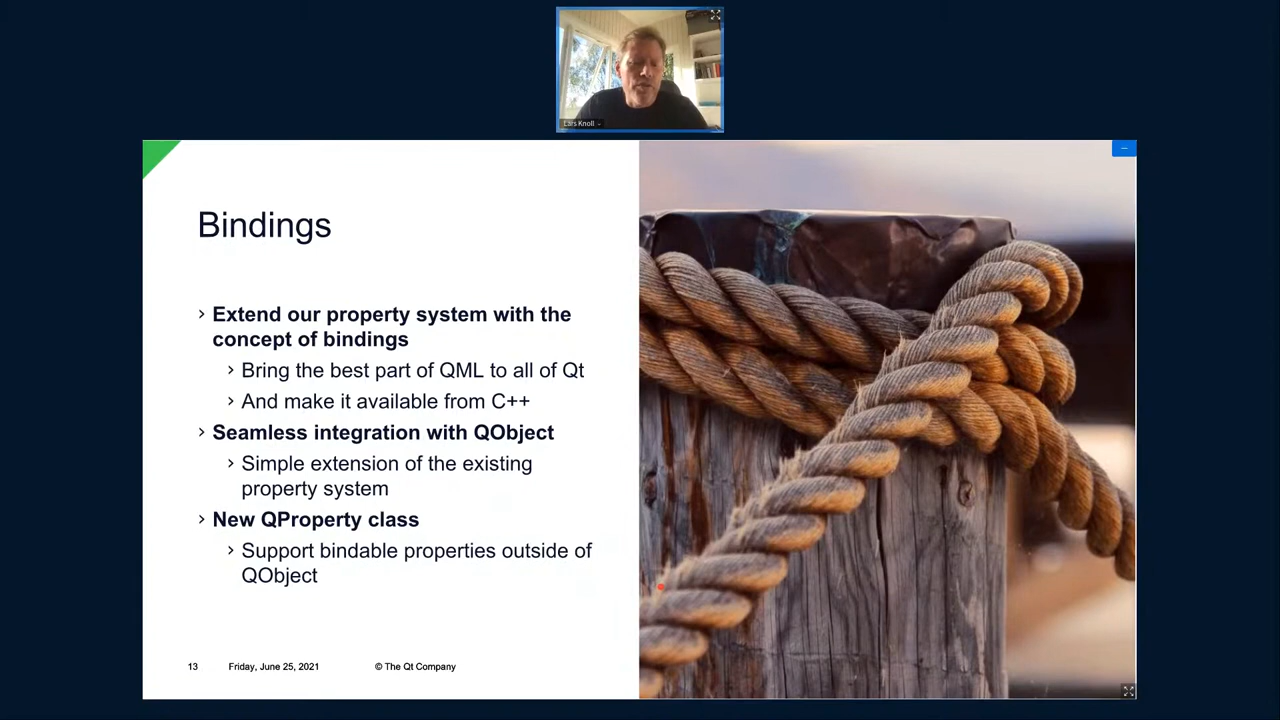 Lars Knoll
Bindings
› Extend our property system with the
concept of bindings
› Bring the best part of QML to all of Qt
› And make it available from C++
› Seamless integration with QObject
› Simple extension of the existing
property system
› New QProperty class
› Support bindable properties outside of
QObject
13 Friday, June 25, 2021 © The Qt Company